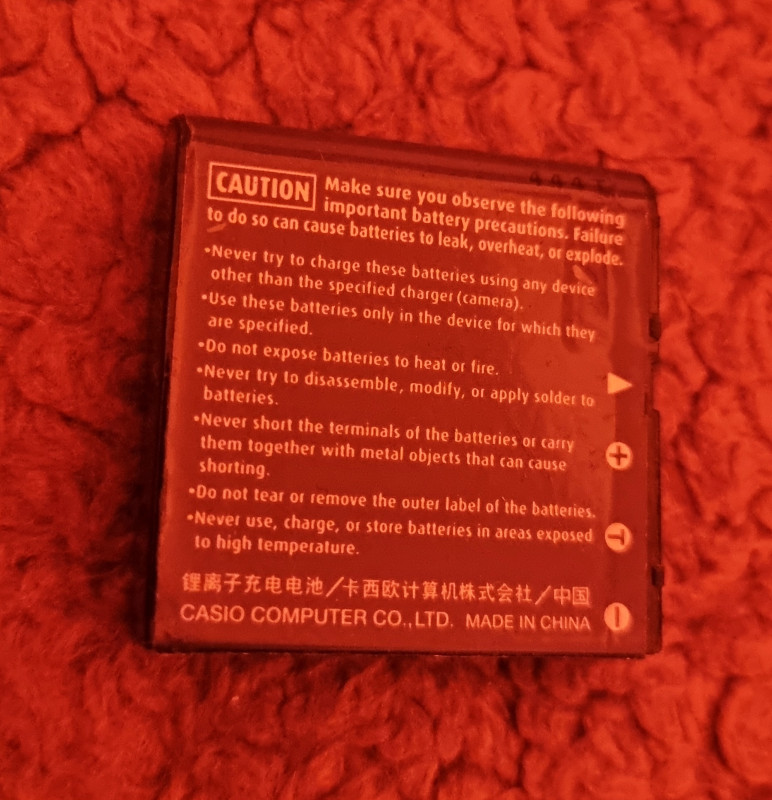 CAUTION Make sure you observe the following
important battery precautions. Failure
to do so can cause batteries to leak, overheat, or explode.
•Never try to charge these batteries using any device
other than the specified charger (camera).
•Use these batteries only in the device for which they
are specified.
•Do not expose batteries to heat or fire.
•Never try to disassemble, modify, or apply solder to
batteries.
•Never short the terminals of the batteries or carry
them together with metal objects that can cause
shorting.
•Do not tear or remove the outer label of the batteries.
•Never use, charge, or store batteries in areas exposed
to high temperature.
+
T
−
锂离子充电电池/卡西欧计算机株式会社/中国
CASIO COMPUTER CO.,LTD. MADE IN CHINA